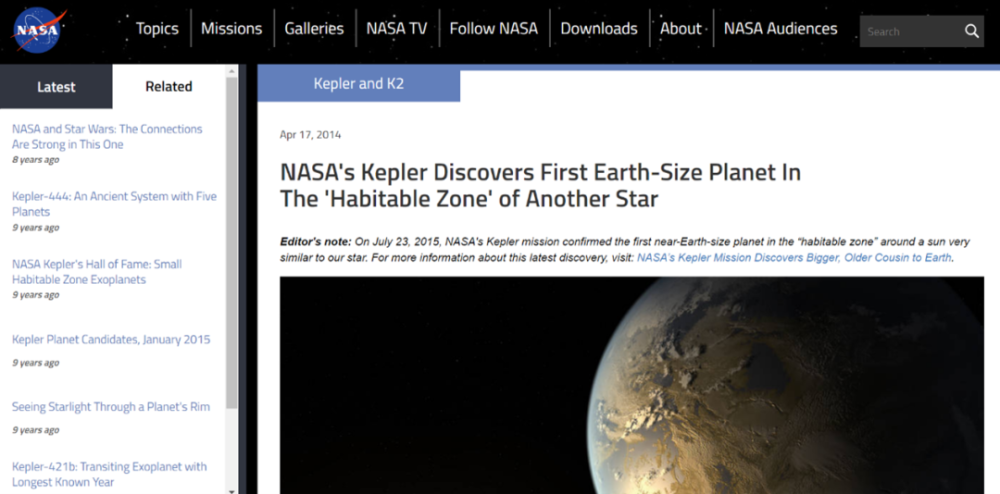 NASA
Topics
Missions
Galleries
NASA TV
Follow NASA
Downloads
About
NASA Audiences
Search
Latest
Related
NASA and Star Wars: The Connections
Are Strong in This One
8 years ago
Kepler-444: An Ancient System with Five
Planets
9 years ago
NASA Kepler's Hall of Fame: Small
Habitable Zone Exoplanets
9 years ago
Kepler Planet Candidates, January 2015
9 years ago
Seeing Starlight Through a Planet's Rim
9 years ago
Kepler-421b: Transiting Exoplanet with
Longest Known Year
Kepler and K2
Apr 17, 2014
NASA's Kepler Discovers First Earth-Size Planet In
The 'Habitable Zone' of Another Star
Editor's note: On July 23, 2015, NASA's Kepler mission confirmed the first near-Earth-size planet in the “habitable zone” around a sun very
similar to our star. For more information about this latest discovery, visit: NASA's Kepler Mission Discovers Bigger, Older Cousin to Earth.